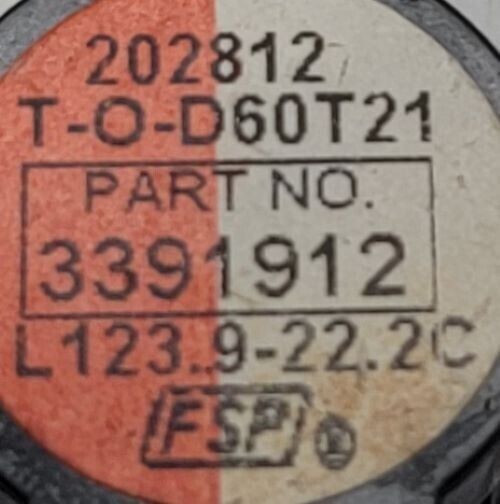 202812
T-O-D60T21
PART NO.
3391912
L123.9-22.2C
FSP ®